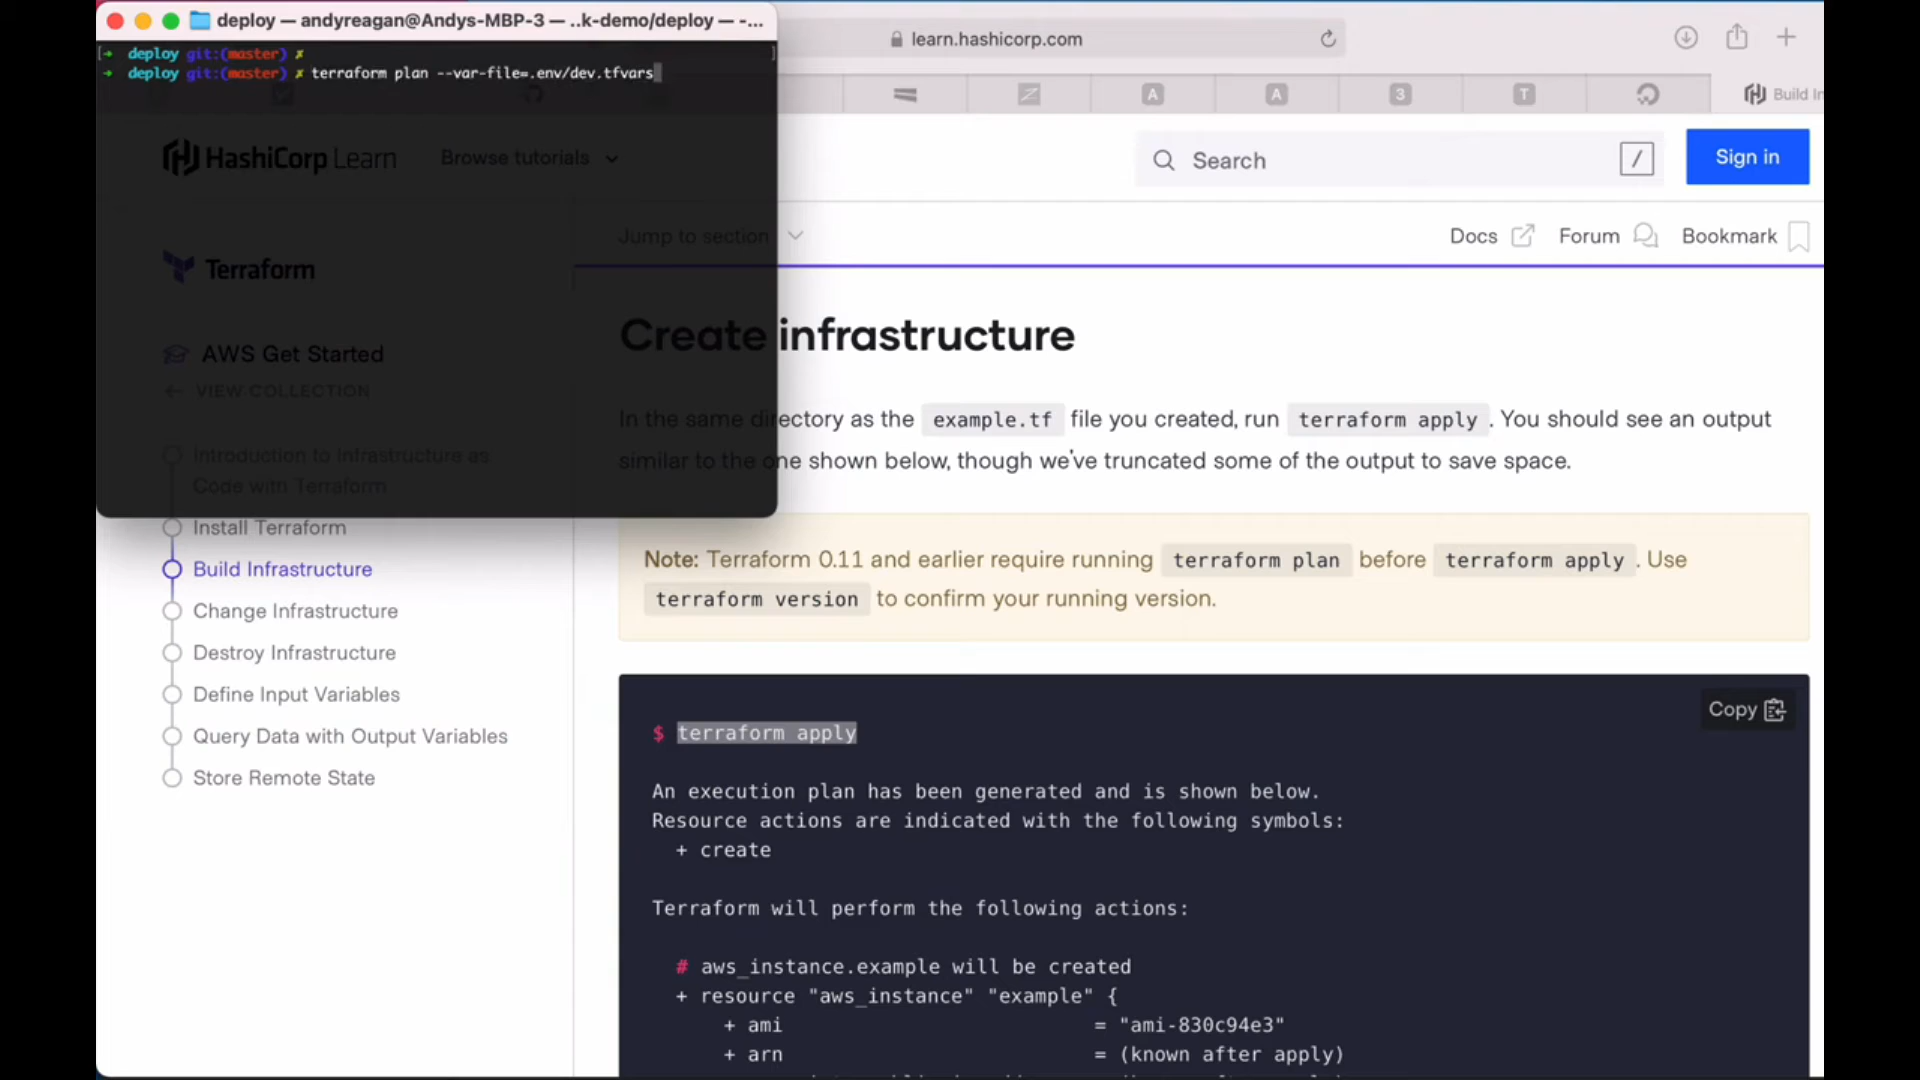 deploy — andyreagan@Andys-MBP-3 — ..k-demo/deploy — -...
[→ deploy git:(master) ✗ ]
→ deploy git:(master) ✗ terraform plan --var-file=.env/dev.tfvars
learn.hashicorp.com
A
A
3
T
Build In
HashiCorp Learn
Browse tutorials
Search
/
Sign in
Jump to section
Docs
Forum
Bookmark
Terraform
AWS Get Started
← VIEW COLLECTION
Introduction to Infrastructure as
Code with Terraform
Install Terraform
Build Infrastructure
Change Infrastructure
Destroy Infrastructure
Define Input Variables
Query Data with Output Variables
Store Remote State
Create infrastructure
In the same directory as the example.tf file you created, run terraform apply . You should see an output
similar to the one shown below, though we've truncated some of the output to save space.
Note: Terraform 0.11 and earlier require running terraform plan before terraform apply . Use
terraform version to confirm your running version.
Copy
$ terraform apply
An execution plan has been generated and is shown below.
Resource actions are indicated with the following symbols:
+ create
Terraform will perform the following actions:
# aws_instance.example will be created
+ resource "aws_instance" "example" {
+ ami = "ami-830c94e3"
+ arn = (known after apply)